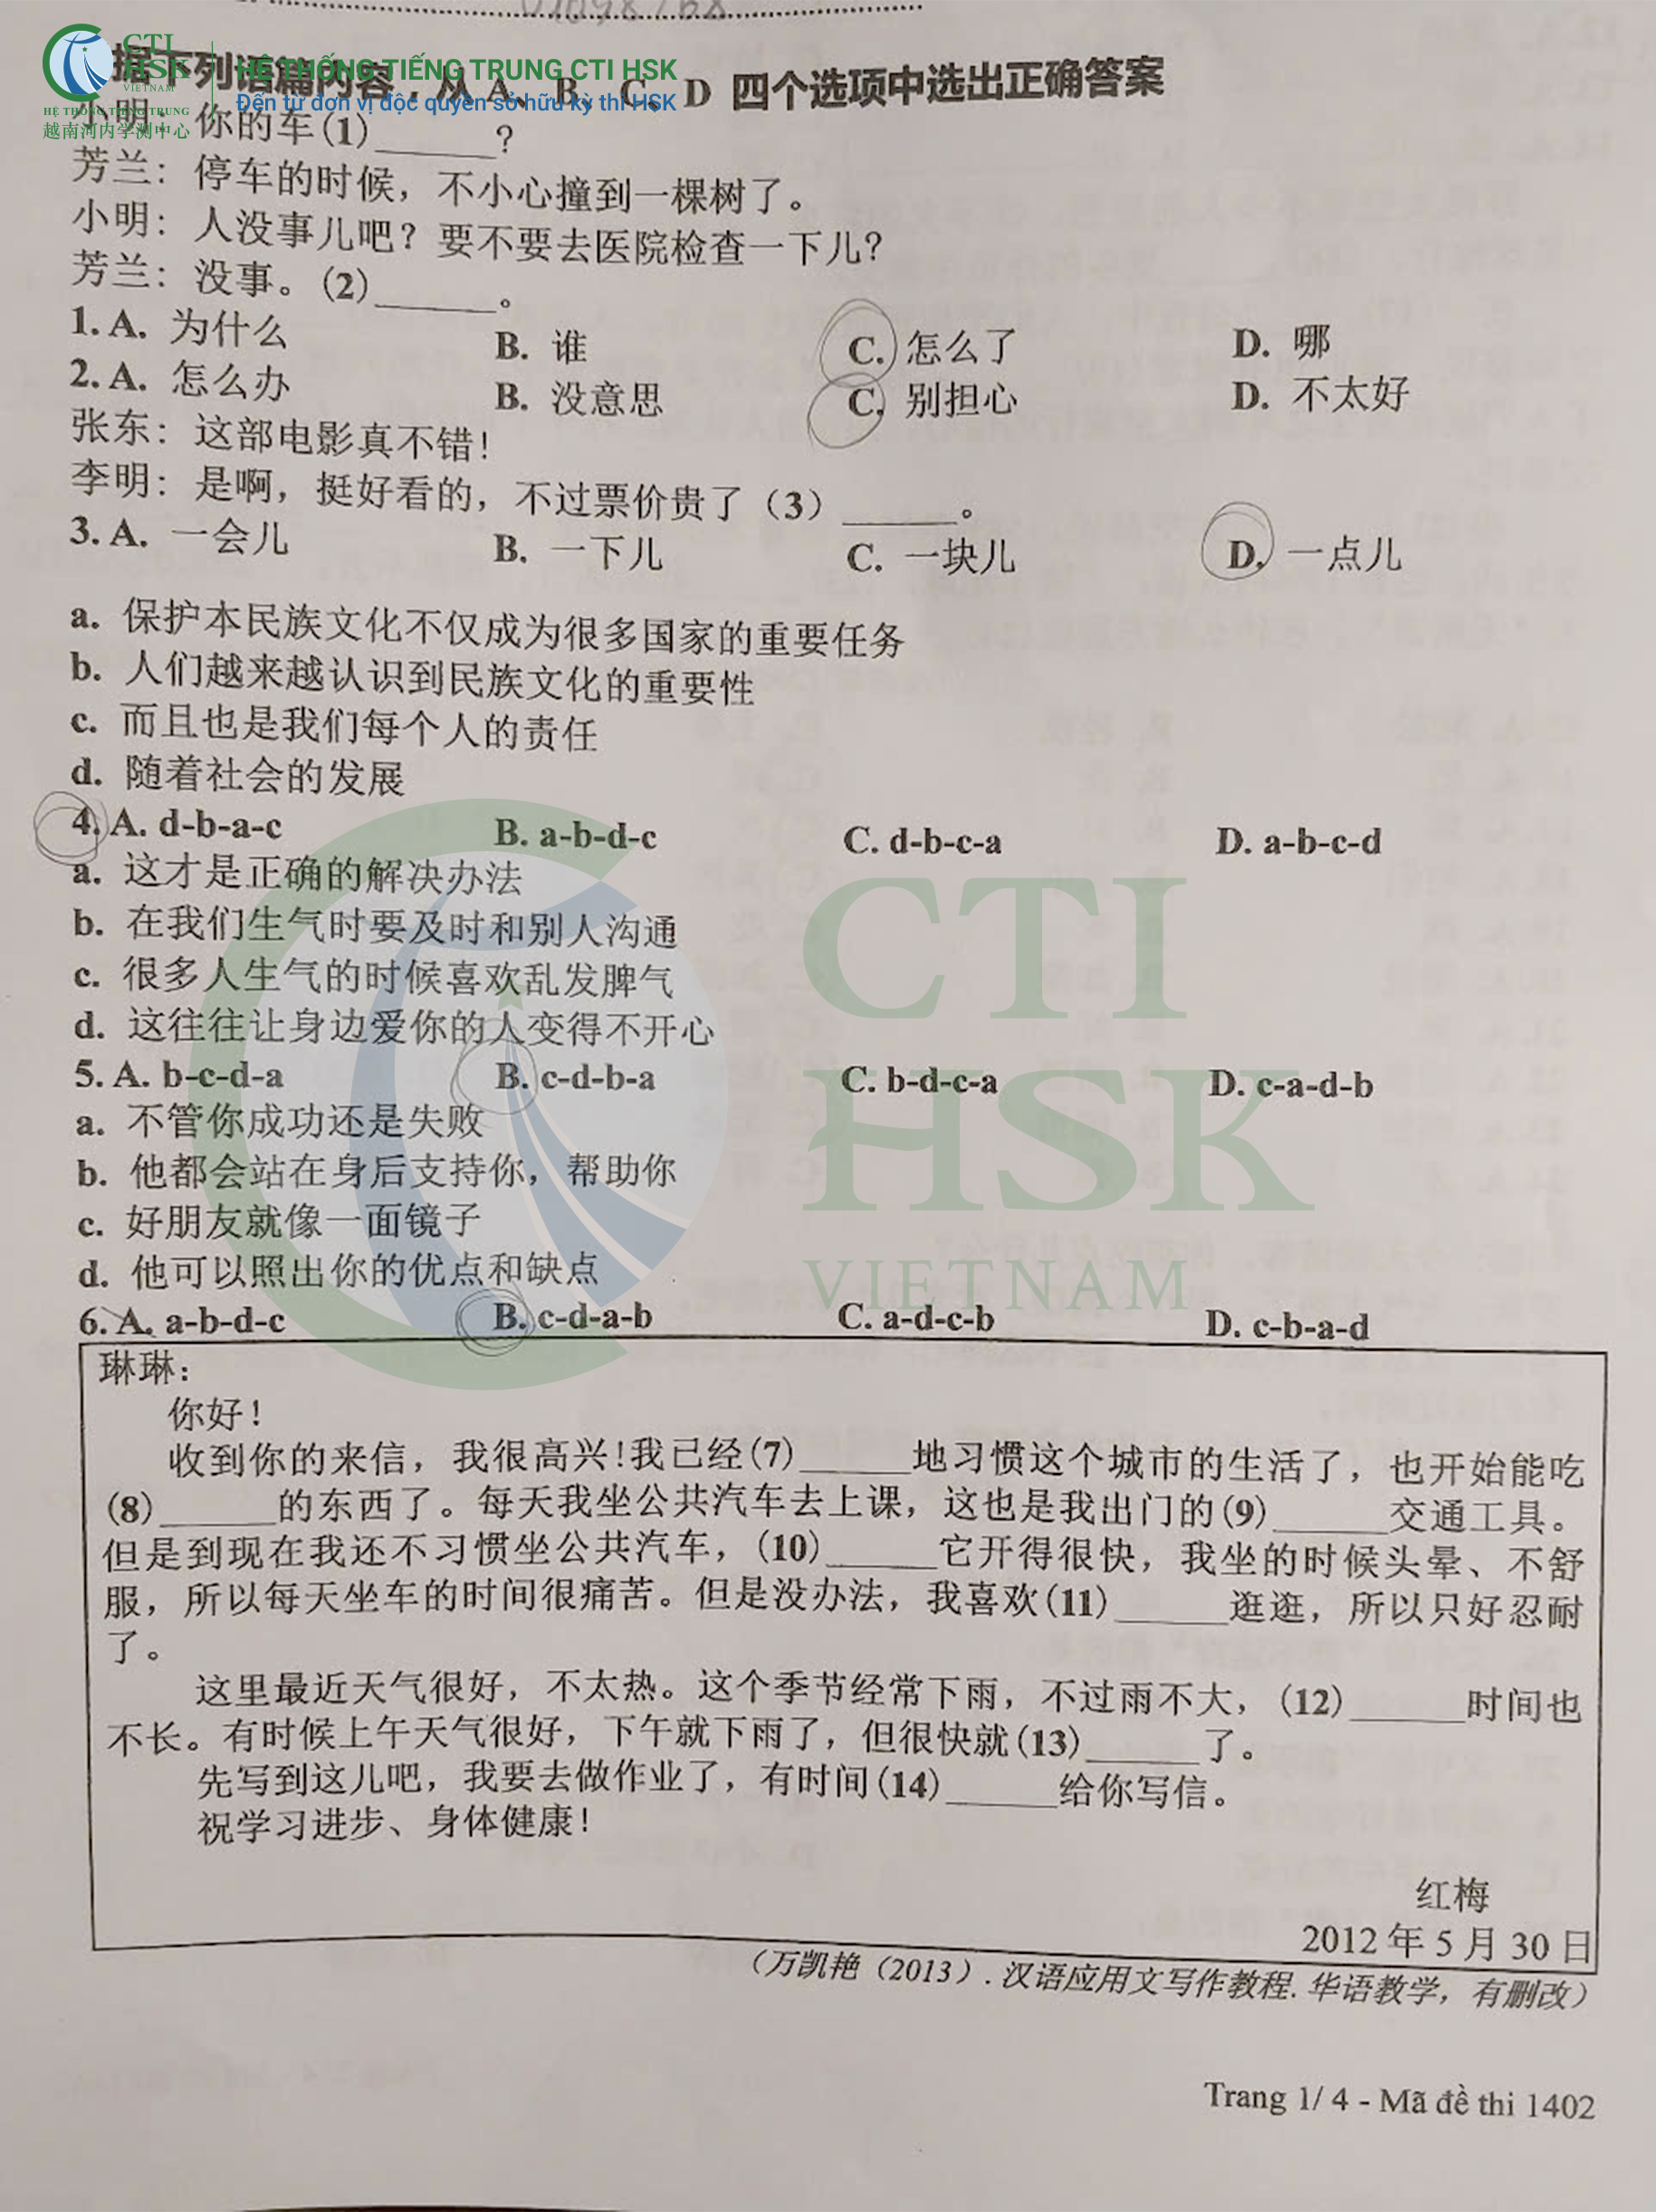 CTI
HSK
VIETNAM
HỆ THỐNG TIẾNG TRUNG
越南河内学测中心
HỆ THỐNG TIẾNG TRUNG CTI HSK
Đến từ đơn vị độc quyền sở hữu kỳ thi HSK
据下列语篇内容，从 A、B、C、D 四个选项中选出正确答案
小明：你的车(1)______？
芳兰：停车的时候，不小心撞到一棵树了。
小明：人没事儿吧？要不要去医院检查一下儿？
芳兰：没事。(2)______。
1. A. 为什么 B. 谁 C. 怎么了 D. 哪
2. A. 怎么办 B. 没意思 C. 别担心 D. 不太好
张东：这部电影真不错！
李明：是啊，挺好看的，不过票价贵了（3）______。
3. A. 一会儿 B. 一下儿 C. 一块儿 D. 一点儿
a. 保护本民族文化不仅成为很多国家的重要任务
b. 人们越来越认识到民族文化的重要性
c. 而且也是我们每个人的责任
d. 随着社会的发展
4. A. d-b-a-c B. a-b-d-c C. d-b-c-a D. a-b-c-d
a. 这才是正确的解决办法
b. 在我们生气时要及时和别人沟通
c. 很多人生气的时候喜欢乱发脾气
d. 这往往让身边爱你的人变得不开心
5. A. b-c-d-a B. c-d-b-a C. b-d-c-a D. c-a-d-b
a. 不管你成功还是失败
b. 他都会站在身后支持你，帮助你
c. 好朋友就像一面镜子
d. 他可以照出你的优点和缺点
6. A. a-b-d-c B. c-d-a-b C. a-d-c-b D. c-b-a-d
CTI
HSK
VIETNAM
琳琳：
你好！
收到你的来信，我很高兴！我已经(7)______地习惯这个城市的生活了，也开始能吃
(8)______的东西了。每天我坐公共汽车去上课，这也是我出门的(9)______交通工具。
但是到现在我还不习惯坐公共汽车，(10)______它开得很快，我坐的时候头晕、不舒
服，所以每天坐车的时间很痛苦。但是没办法，我喜欢(11)______逛逛，所以只好忍耐
了。
这里最近天气很好，不太热。这个季节经常下雨，不过雨不大，(12)______时间也
不长。有时候上午天气很好，下午就下雨了，但很快就(13)______了。
先写到这儿吧，我要去做作业了，有时间(14)______给你写信。
祝学习进步、身体健康！
红梅
2012 年 5 月 30 日
（万凯艳（2013）. 汉语应用文写作教程. 华语教学，有删改）
Trang 1/ 4 - Mã đề thi 1402